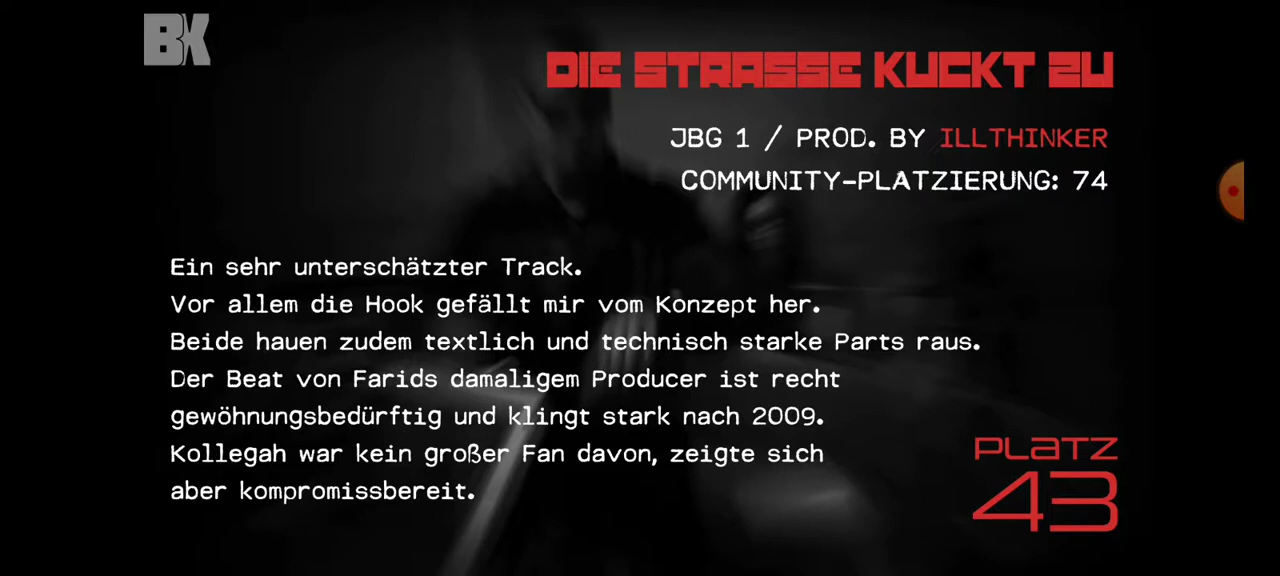 BK
DIE STRASSE KUCKT ZU
JBG 1 / PROD. BY ILLTHINKER
COMMUNITY-PLATZIERUNG: 74
Ein sehr unterschätzter Track.
Vor allem die Hook gefällt mir vom Konzept her.
Beide hauen zudem textlich und technisch starke Parts raus.
Der Beat von Farids damaligem Producer ist recht
gewöhnungsbedürftig und klingt stark nach 2009.
Kollegah war kein großer Fan davon, zeigte sich
aber kompromissbereit.
PLATZ
43